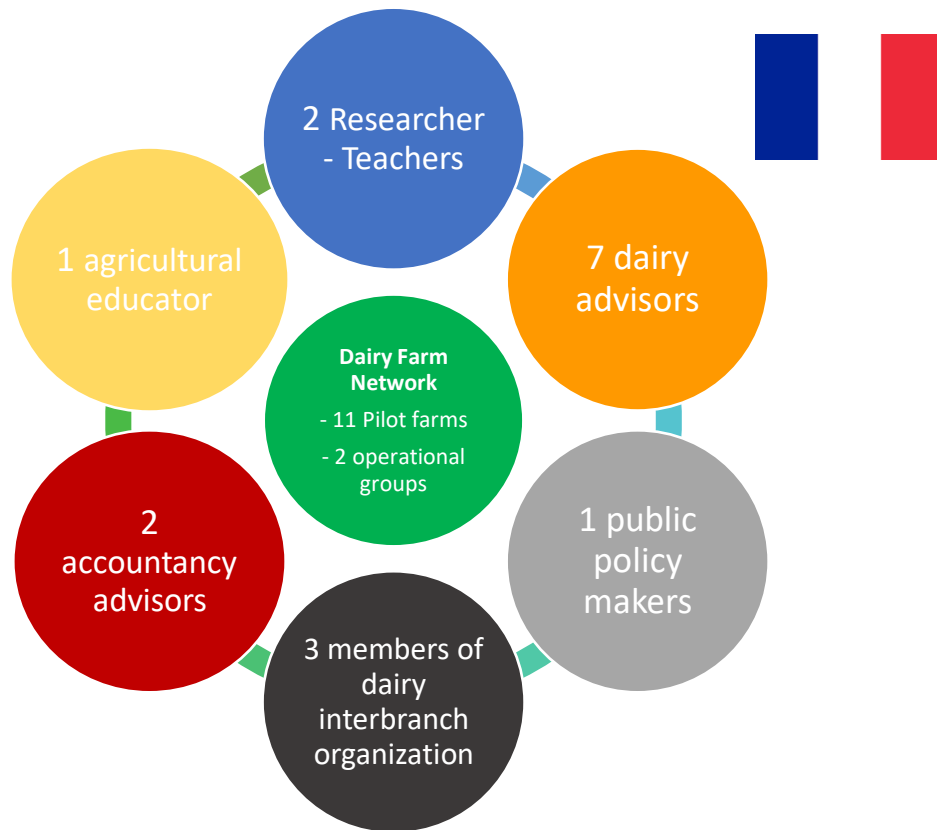 2 Researcher
- Teachers
7 dairy
advisors
1 public
policy
makers
3 members of
dairy
interbranch
organization
2
accountancy
advisors
1 agricultural
educator
Dairy Farm
Network
- 11 Pilot farms
- 2 operational
groups